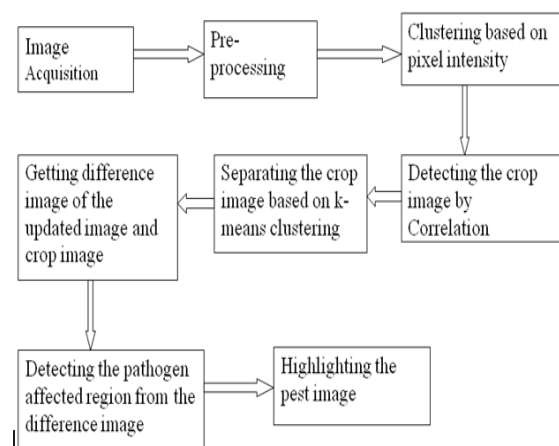 Image
Acquisition
Pre-
processing
Clustering based on
pixel intensity
Detecting the crop
image by
Correlation
Separating the crop
image based on k-
means clustering
Getting difference
image of the
updated image and
crop image
Detecting the pathogen
affected region from the
difference image
Highlighting the
pest image